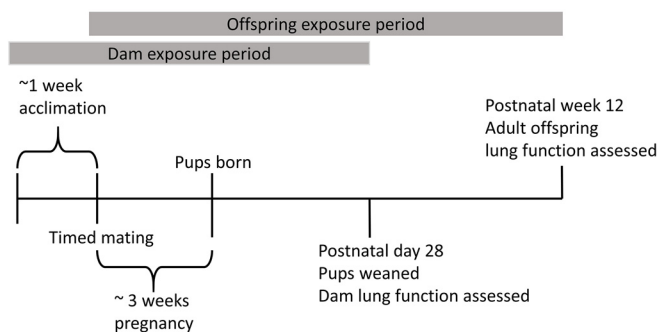 Offspring exposure period
Dam exposure period
~1 week
acclimation
Postnatal week 12
Adult offspring
lung function assessed
Pups born
Timed mating
Postnatal day 28
Pups weaned
Dam lung function assessed
~ 3 weeks
pregnancy